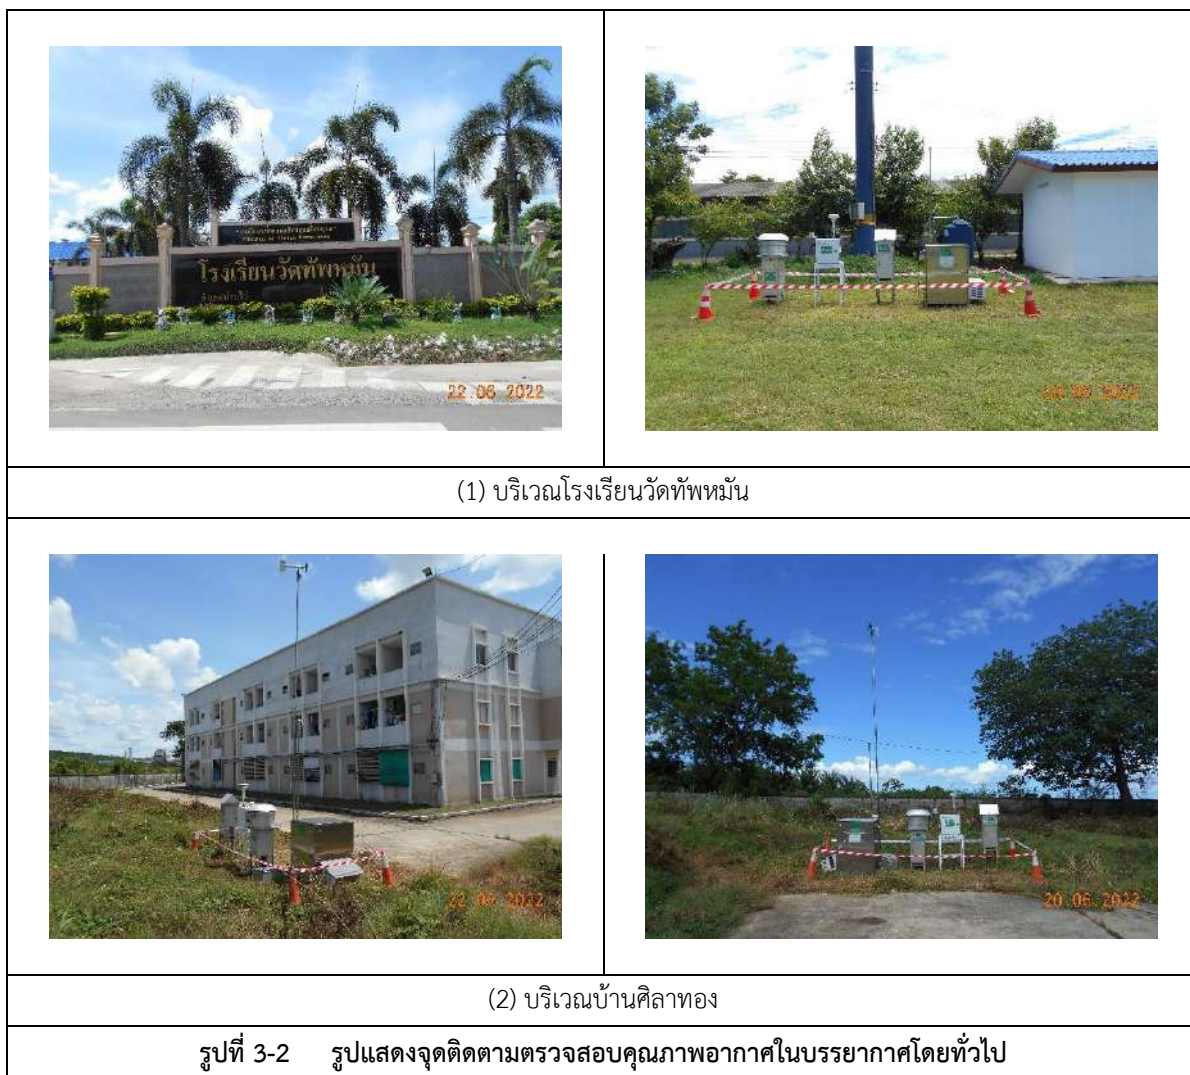 โรงเรียนวัดทัพหมัน
22.06.2022
(1) บริเวณโรงเรียนวัดทัพหมัน
22.06.2022
20.06.2022
(2) บริเวณบ้านศิลาทอง
รูปที่ 3-2 รูปแสดงจุดติดตามตรวจสอบคุณภาพอากาศในบรรยากาศโดยทั่วไป